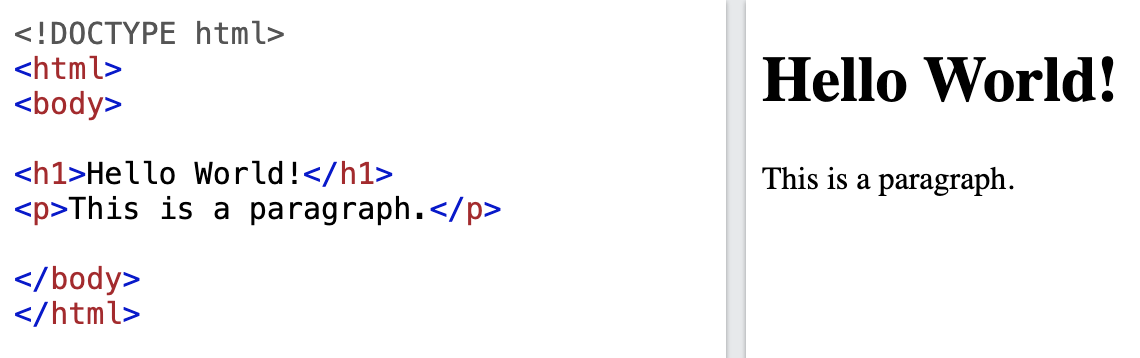 <!DOCTYPE html>
<html>
<body>
<h1>Hello World!</h1>
<p>This is a paragraph.</p>
</body>
</html>
Hello World!
This is a paragraph.